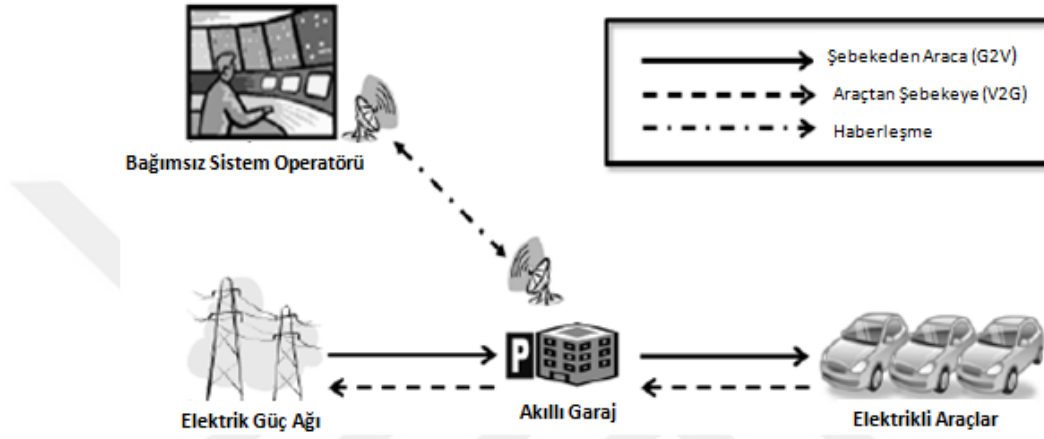 Şebekeden Araca (G2V)
Araçtan Şebekeye (V2G)
Haberleşme
Bağımsız Sistem Operatörü
P
Elektrik Güç Ağı
Akıllı Garaj
Elektrikli Araçlar